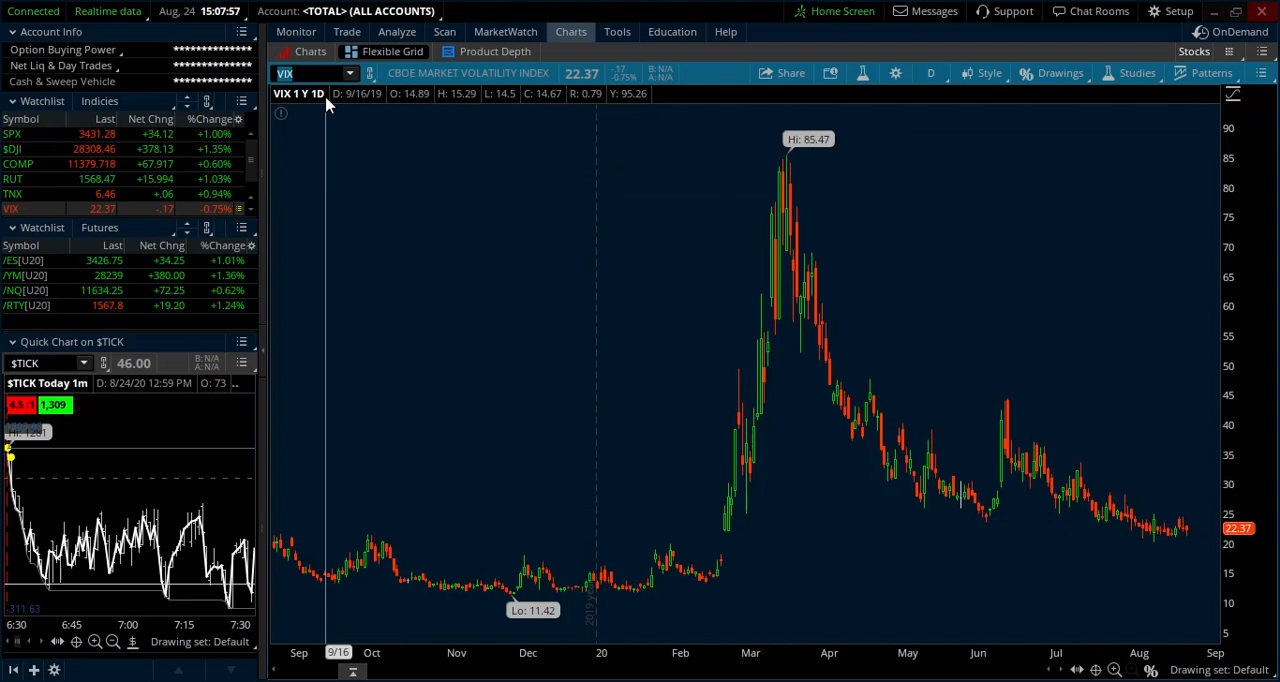 Connected Realtime data Aug, 24 15:07:57 Account: <TOTAL> (ALL ACCOUNTS) Home Screen Messages Support Chat Rooms Setup
Account Info
Option Buying Power **************
Net Liq & Day Trades **************
Cash & Sweep Vehicle **************
Watchlist Indicies
Symbol Last Net Chng %Change
SPX 3431.28 +34.12 +1.00%
$DJI 28308.46 +378.13 +1.35%
COMP 11379.718 +67.917 +0.60%
RUT 1568.47 +15.994 +1.03%
TNX 6.46 +.06 +0.94%
VIX 22.37 -.17 -0.75%
Watchlist Futures
Symbol Last Net Chng %Change
/ES[U20] 3426.75 +34.25 +1.01%
/YM[U20] 28239 +380.00 +1.36%
/NQ[U20] 11634.25 +72.25 +0.62%
/RTY[U20] 1567.8 +19.20 +1.24%
Quick Chart on $TICK
$TICK 46.00 B: N/A A: N/A
$TICK Today 1m D: 8/24/20 12:59 PM O: 73 ..
4.5 :1 1,309
Hi: 1261
-311.63
6:30 6:45 7:00 7:15 7:30
$ Drawing set: Default
Monitor Trade Analyze Scan MarketWatch Charts Tools Education Help OnDemand
Charts Flexible Grid Product Depth Stocks
VIX CBOE MARKET VOLATILITY INDEX 22.37 -.17 -0.75% B: N/A A: N/A Share D Style % Drawings Studies Patterns
VIX 1 Y 1D D: 9/16/19 O: 14.89 H: 15.29 L: 14.5 C: 14.67 R: 0.79 Y: 95.26
Hi: 85.47
Lo: 11.42
90
85
80
75
70
65
60
55
50
45
40
35
30
25
22.37
20
15
10
5
Sep 9/16 Oct Nov Dec 20 Feb Mar Apr May Jun Jul Aug Sep
% Drawing set: Default